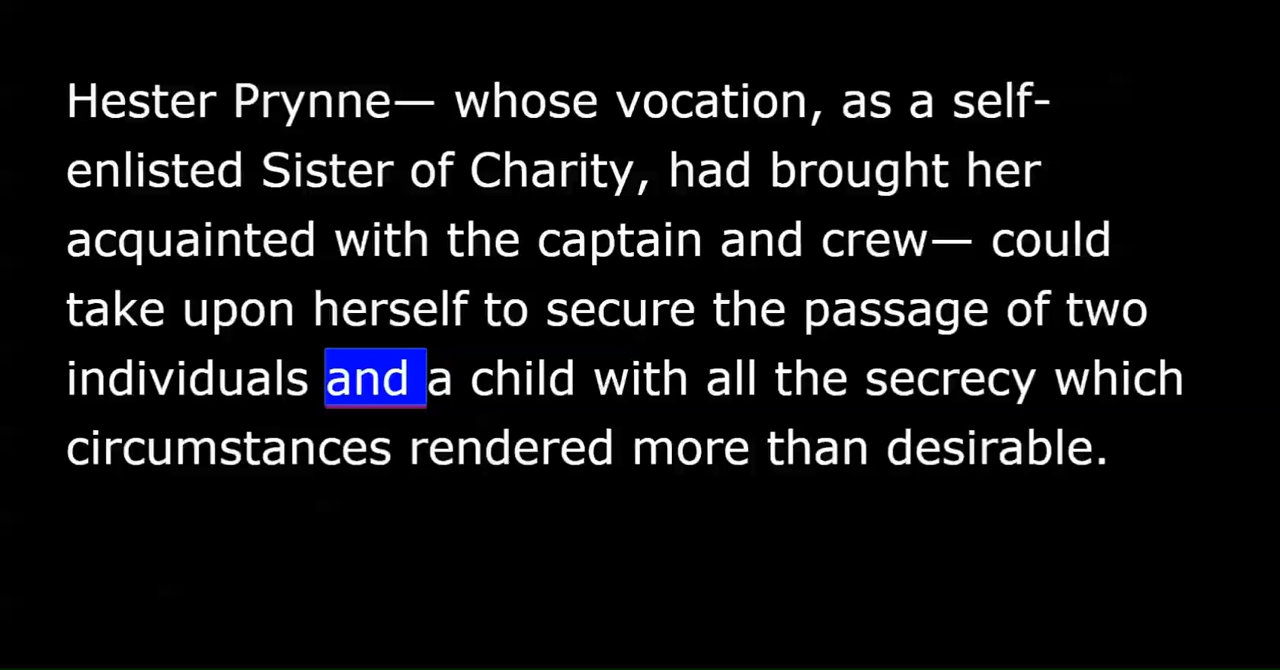 Hester Prynne— whose vocation, as a self-
enlisted Sister of Charity, had brought her
acquainted with the captain and crew— could
take upon herself to secure the passage of two
individuals and a child with all the secrecy which
circumstances rendered more than desirable.